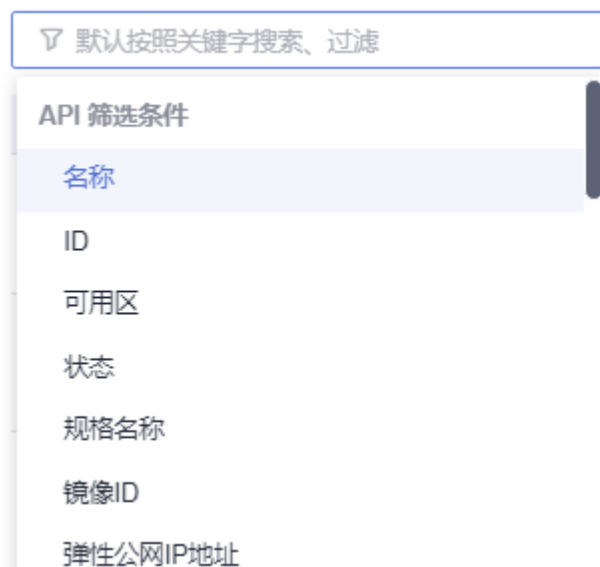 默认按照关键字搜索、过滤
API 筛选条件
名称
ID
可用区
状态
规格名称
镜像ID
弹性公网IP地址